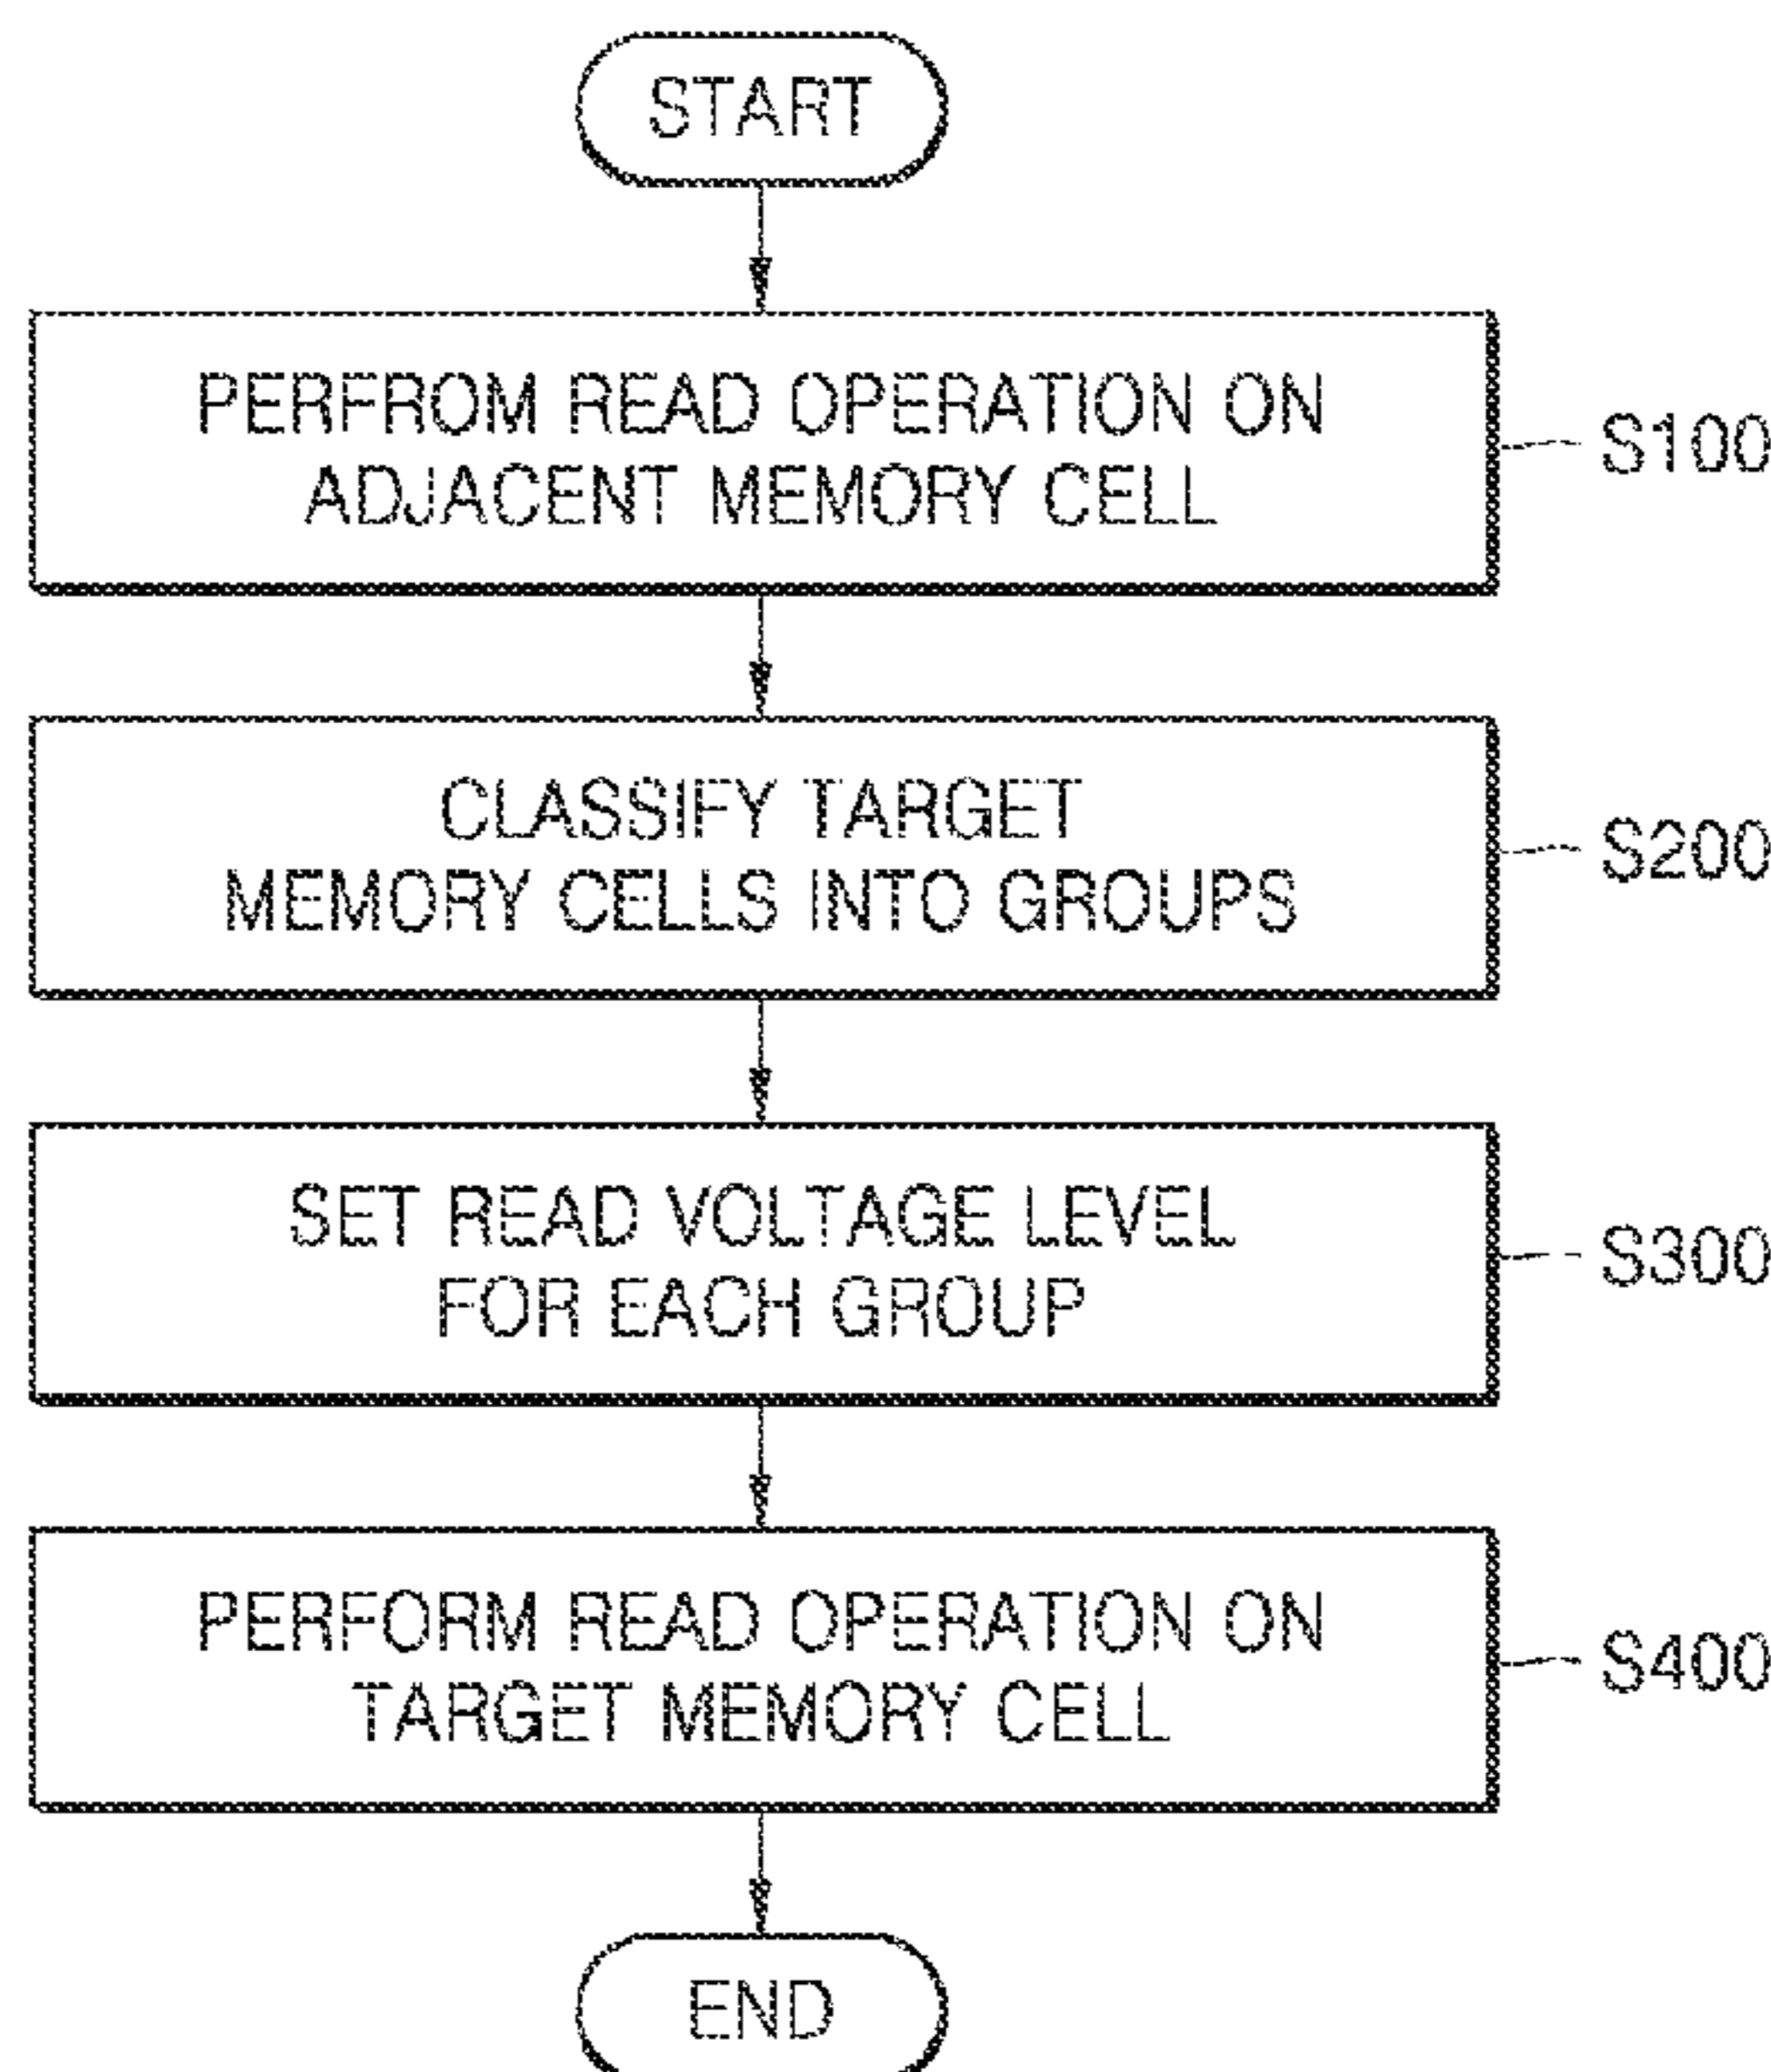 START
PERFROM READ OPERATION ON
ADJACENT MEMORY CELL
S100
CLASSIFY TARGET
MEMORY CELLS INTO GROUPS
S200
SET READ VOLTAGE LEVEL
FOR EACH GROUP
S300
PERFORM READ OPERATION ON
TARGET MEMORY CELL
S400
END